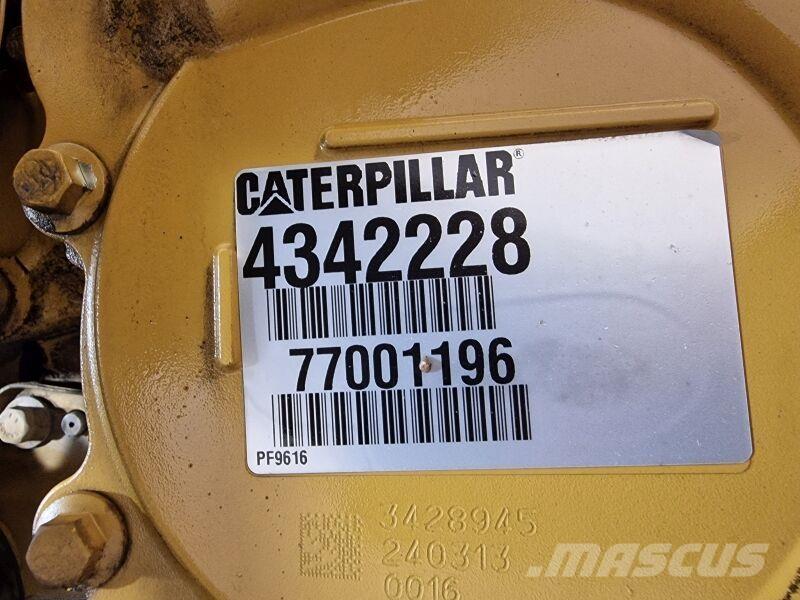 CATERPILLAR®
4342228
77001196
PF9616
3428945
240313
0016
MASCUS